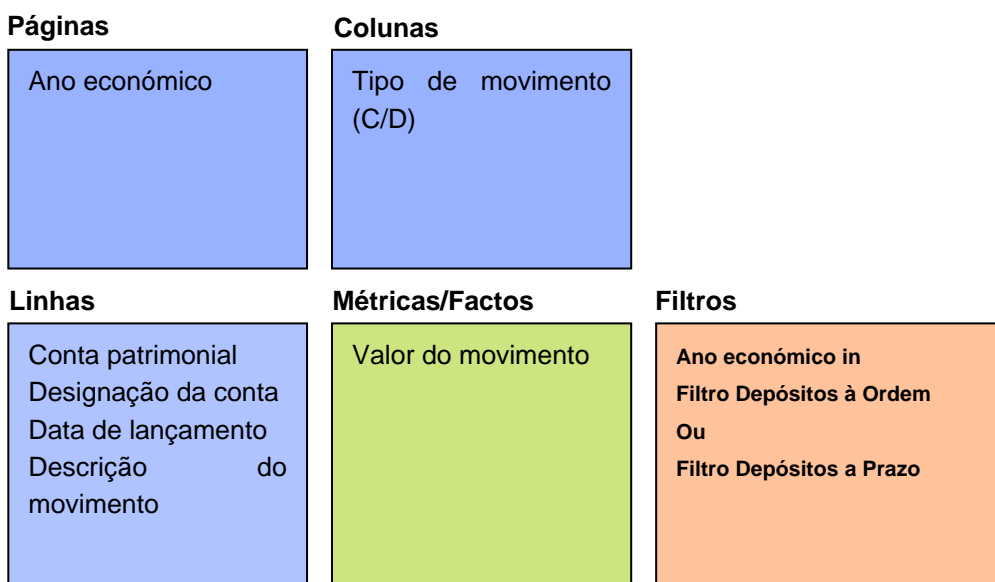 Páginas
Ano económico
Colunas
Tipo de movimento
(C/D)
Linhas
Conta patrimonial
Designação da conta
Data de lançamento
Descrição do
movimento
Métricas/Factos
Valor do movimento
Filtros
Ano económico in
Filtro Depósitos à Ordem
Ou
Filtro Depósitos a Prazo